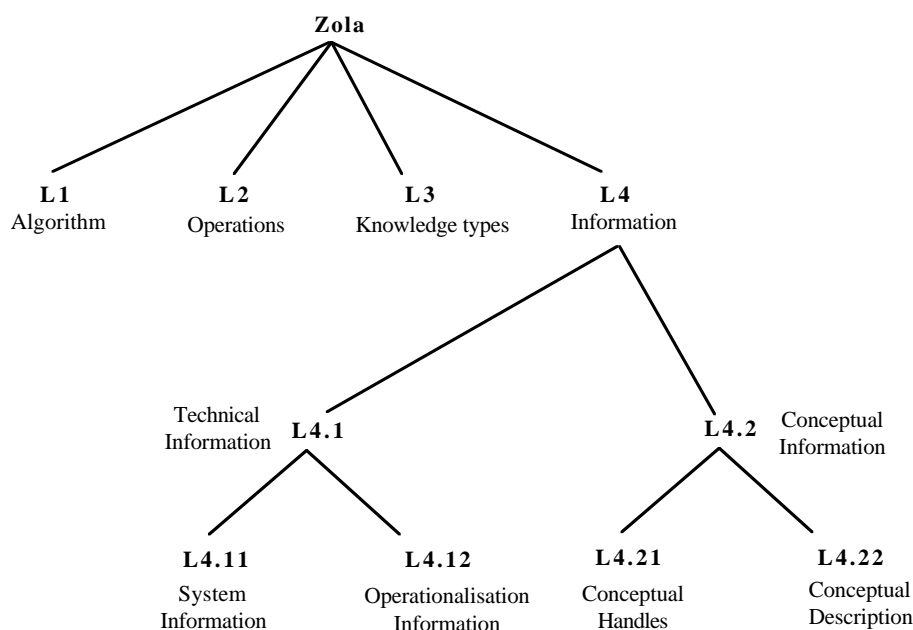 Zola
L1
Algorithm
L2
Operations
L3
Knowledge types
L4
Information
Technical
Information
L4.1
L4.2
Conceptual
Information
L4.11
System
Information
L4.12
Operationalisation
Information
L4.21
Conceptual
Handles
L4.22
Conceptual
Description